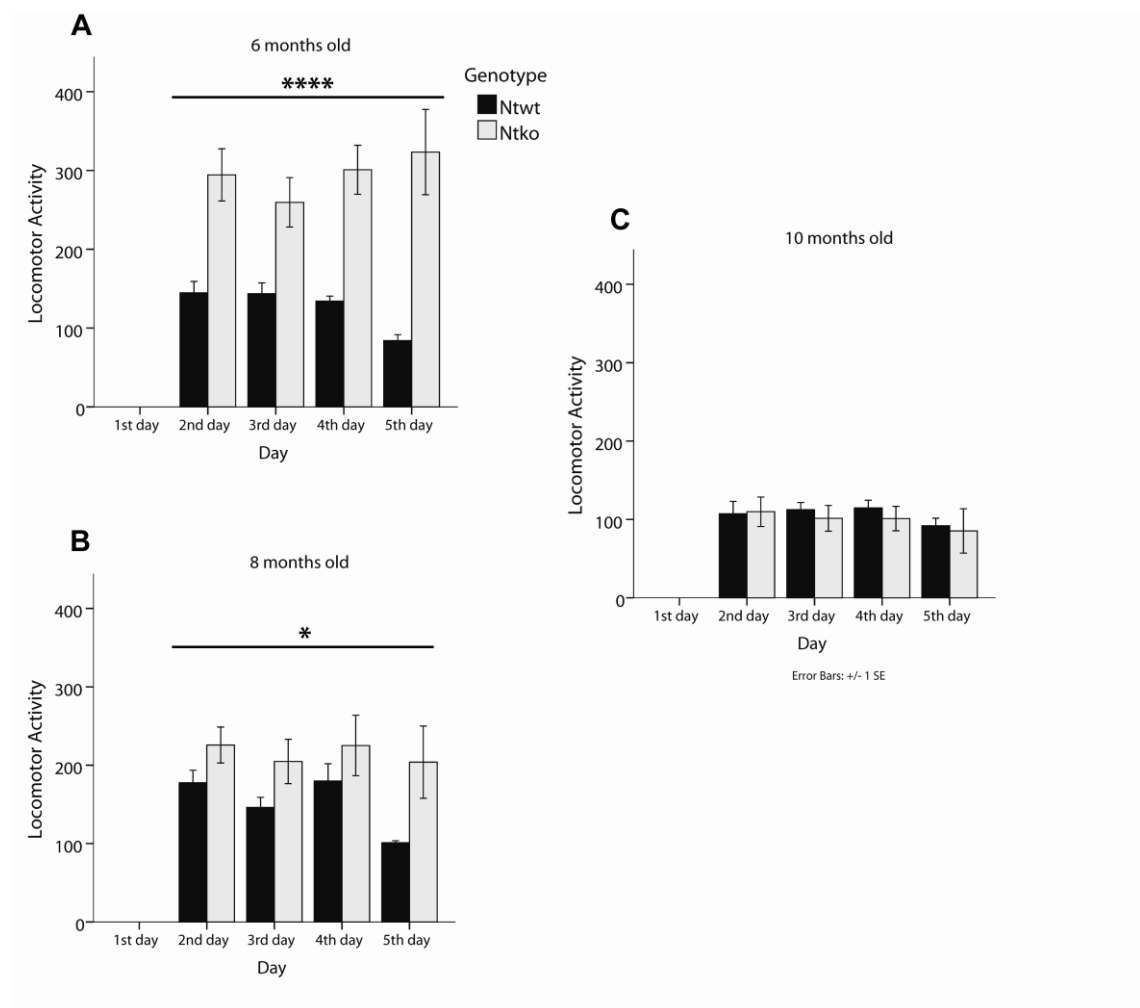 A
6 months old
****
Genotype
Ntwt
Ntko
400
300
200
100
0
Locomotor Activity
1st day 2nd day 3rd day 4th day 5th day
Day
B
8 months old
*
400
300
200
100
0
Locomotor Activity
1st day 2nd day 3rd day 4th day 5th day
Day
C
10 months old
400
300
200
100
0
Locomotor Activity
1st day 2nd day 3rd day 4th day 5th day
Day
Error Bars: +/- 1 SE